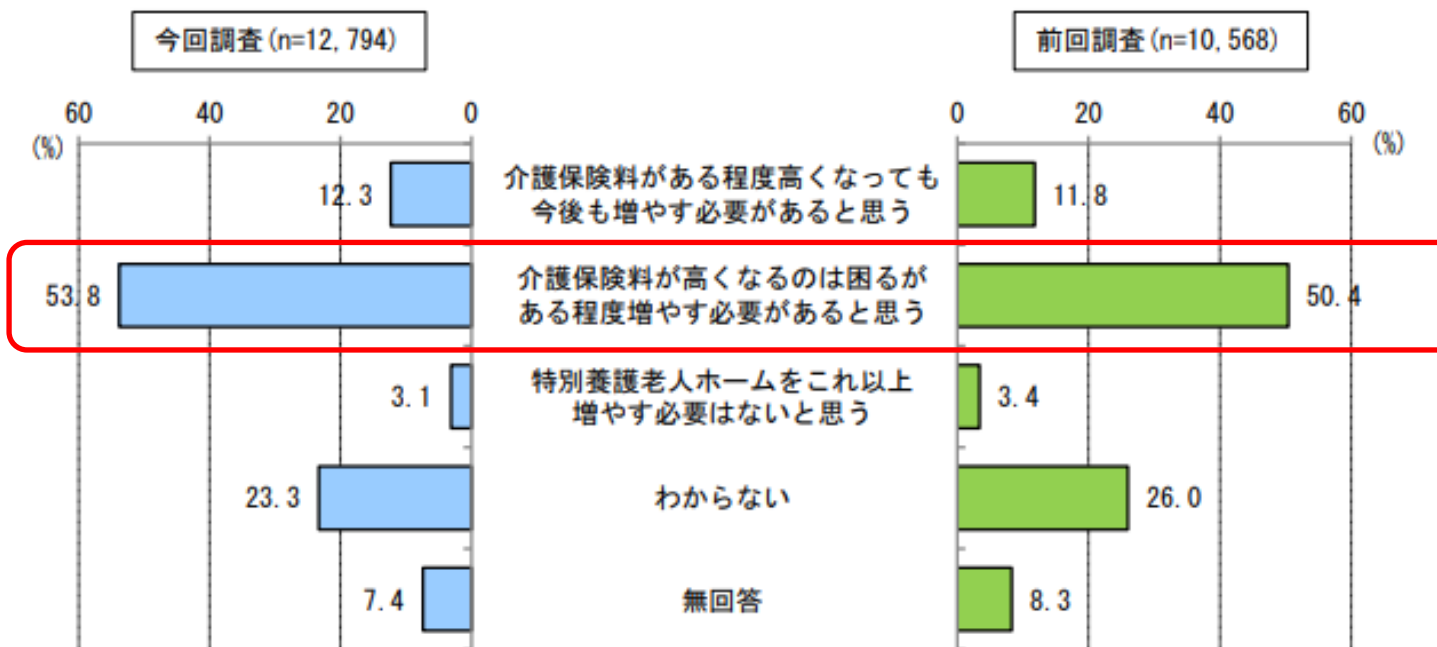 今回調査(n=12,794)
前回調査(n=10,568)
60 40 20 0
(%)
0 20 40 60
(%)
12.3
介護保険料がある程度高くなっても
今後も増やす必要があると思う
11.8
53.8
介護保険料が高くなるのは困るが
ある程度増やす必要があると思う
50.4
3.1
特別養護老人ホームをこれ以上
増やす必要はないと思う
3.4
23.3
わからない
26.0
7.4
無回答
8.3